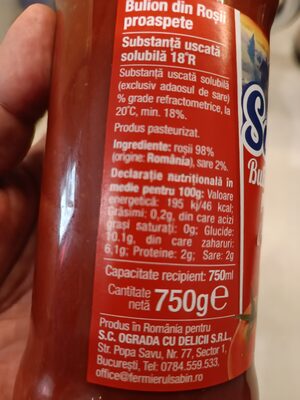 Bulion din Roșii
proaspete
Substanță uscată
solubilă 18°R
Substanță uscată solubilă
(exclusiv adaosul de sare)
% grade refractometrice, la
20°C, min. 18%.
Produs pasteurizat.
Ingrediente: roșii 98%
(origine: România), sare 2%.
Declarație nutrițională în
medie pentru 100g: Valoare
energetică: 195 kj/46 kcal;
Grăsimi: 0,2g, din care acizi
grași saturați: 0g; Glucide:
10.1g, din care zaharuri:
6,1g; Proteine: 2g; Sare: 2g
Capacitate recipient: 750ml
Cantitate
netă 750g℮
Produs în România pentru
S.C. OGRADA CU DELICII S.R.L.,
Str. Popa Savu, Nr. 77, Sector 1,
București, Tel: 0784.559.533.
office@fermierulsabin.ro